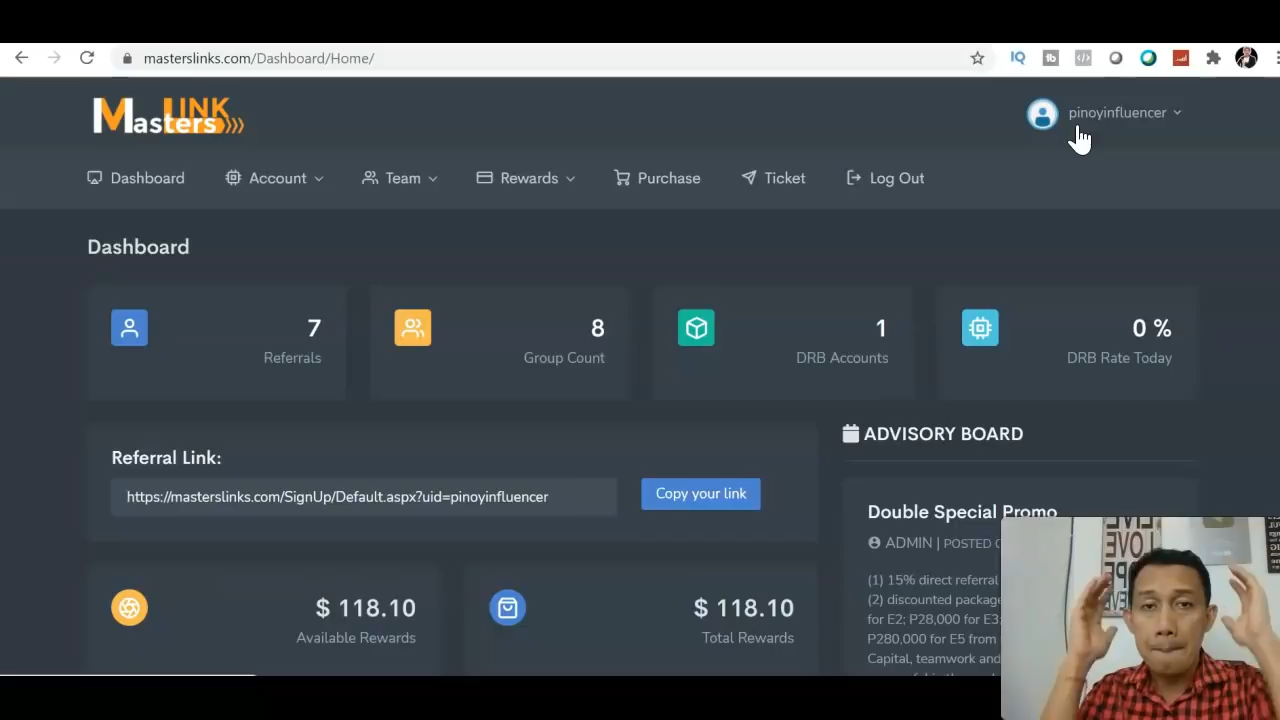 masterslinks.com/Dashboard/Home/
IQ
tb
Masters LINK
pinoyinfluencer
Dashboard
Account
Team
Rewards
Purchase
Ticket
Log Out
Dashboard
7
Referrals
8
Group Count
1
DRB Accounts
0 %
DRB Rate Today
Referral Link:
https://masterslinks.com/SignUp/Default.aspx?uid=pinoyinfluencer
Copy your link
$ 118.10
Available Rewards
$ 118.10
Total Rewards
ADVISORY BOARD
Double Special Promo
ADMIN | POSTED
(1) 15% direct referral
(2) discounted package
for E2; P28,000 for E3;
P280,000 for E5 from
Capital, teamwork and
LIVE
LOVE